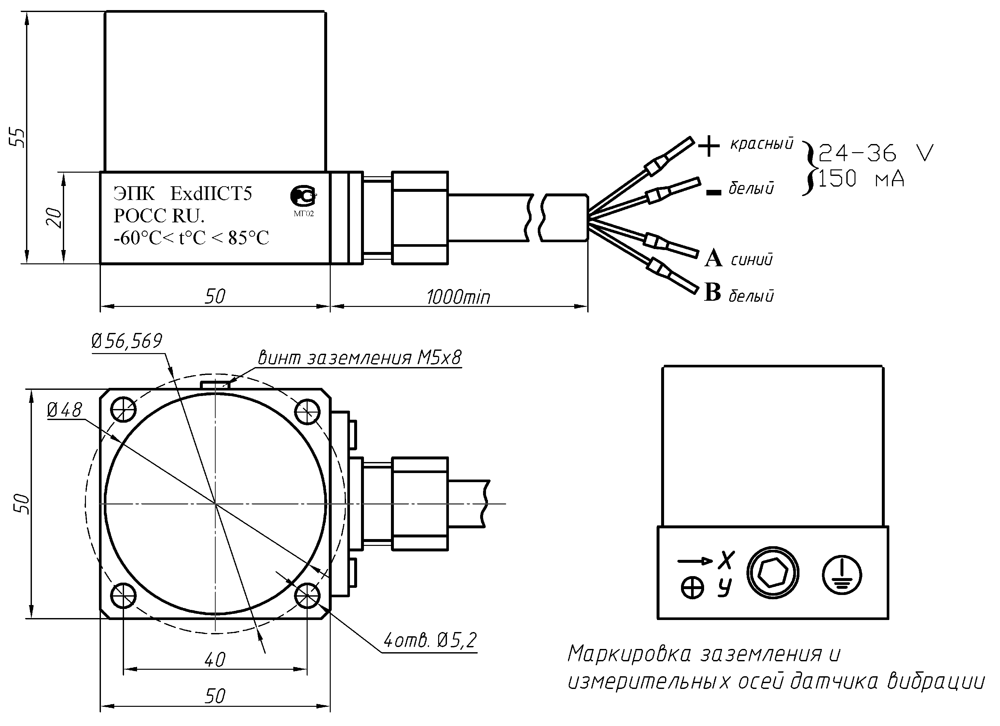 55
20
ЭПК ExdIICT5
РОСС RU.
-60°C< t°C < 85°C
МГ02
50
1000min
+ красный
- белый
24-36 V
150 мА
A синий
B белый
Ø56,569
винт заземления М5х8
Ø48
50
4отв. Ø5,2
40
50
X
У
Маркировка заземления и
измерительных осей датчика вибрации